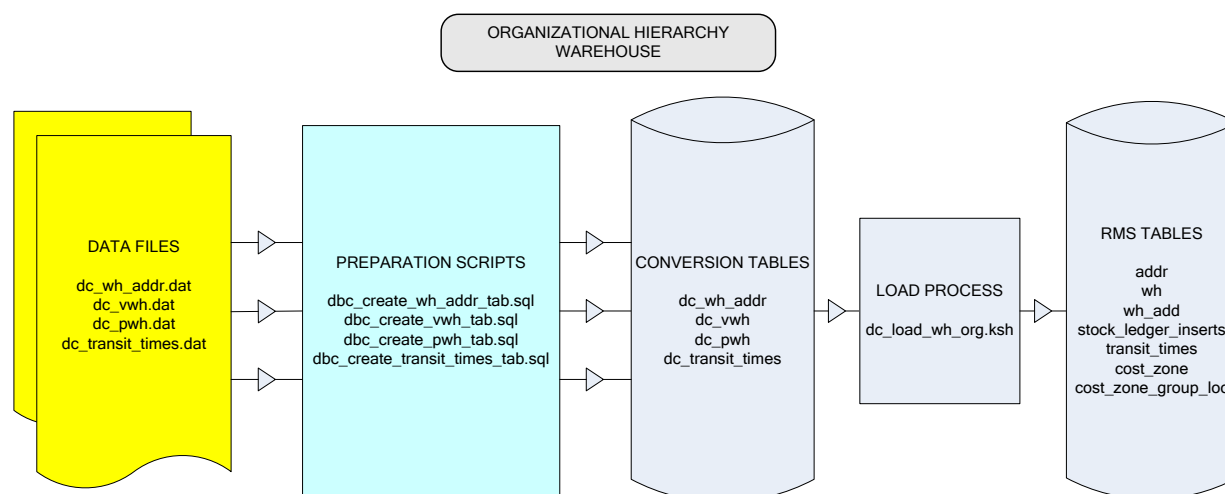 ORGANIZATIONAL HIERARCHY
WAREHOUSE
DATA FILES
dc_wh_addr.dat
dc_vwh.dat
dc_pwh.dat
dc_transit_times.dat
PREPARATION SCRIPTS
dbc_create_wh_addr_tab.sql
dbc_create_vwh_tab.sql
dbc_create_pwh_tab.sql
dbc_create_transit_times_tab.sql
CONVERSION TABLES
dc_wh_addr
dc_vwh
dc_pwh
dc_transit_times
LOAD PROCESS
dc_load_wh_org.ksh
RMS TABLES
addr
wh
wh_add
stock_ledger_inserts
transit_times
cost_zone
cost_zone_group_loc